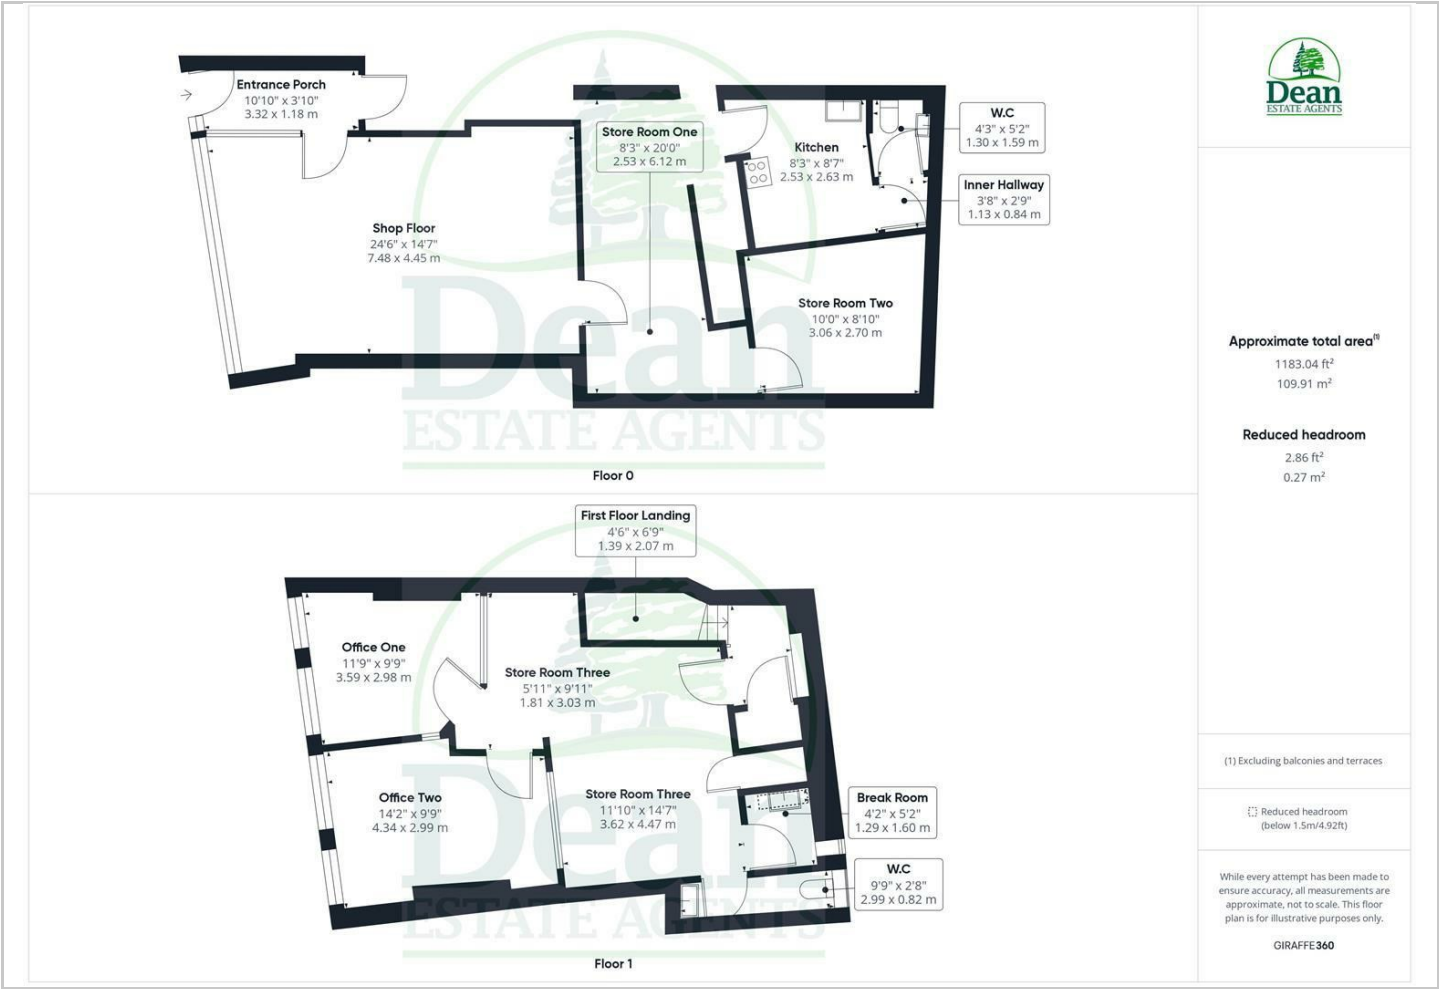 Entrance Porch
10'10" x 3'10"
3.32 x 1.18 m
Store Room One
8'3" x 20'0"
2.53 x 6.12 m
Kitchen
8'3" x 8'7"
2.53 x 2.63 m
W.C
4'3" x 5'2"
1.30 x 1.59 m
Inner Hallway
3'8" x 2'9"
1.13 x 0.84 m
Shop Floor
24'6" x 14'7"
7.48 x 4.45 m
Store Room Two
10'0" x 8'10"
3.06 x 2.70 m
Dean
ESTATE AGENTS
Floor 0
First Floor Landing
4'6" x 6'9"
1.39 x 2.07 m
Office One
11'9" x 9'9"
3.59 x 2.98 m
Store Room Three
5'11" x 9'11"
1.81 x 3.03 m
Office Two
14'2" x 9'9"
4.34 x 2.99 m
Store Room Three
11'10" x 14'7"
3.62 x 4.47 m
Break Room
4'2" x 5'2"
1.29 x 1.60 m
W.C
9'9" x 2'8"
2.99 x 0.82 m
Dean
ESTATE AGENTS
Floor 1
Dean
ESTATE AGENTS
Approximate total area(1)
1183.04 ft²
109.91 m²
Reduced headroom
2.86 ft²
0.27 m²
(1) Excluding balconies and terraces
Reduced headroom
(below 1.5m/4.92ft)
While every attempt has been made to
ensure accuracy, all measurements are
approximate, not to scale. This floor
plan is for illustrative purposes only.
GIRAFFE360